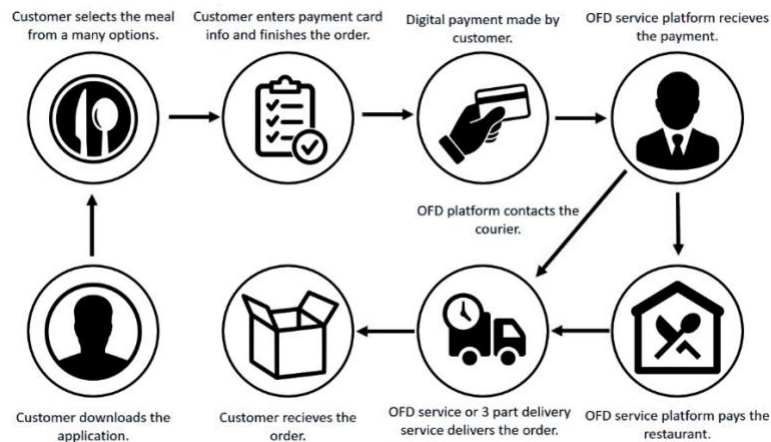 Customer selects the meal
from a many options.
Customer enters payment card
info and finishes the order.
Digital payment made by
customer.
OFD service platform recieves
the payment.
OFD platform contacts the
courier.
Customer downloads the
application.
Customer recieves the
order.
OFD service or 3 part delivery
service delivers the order.
OFD service platform pays the
restaurant.